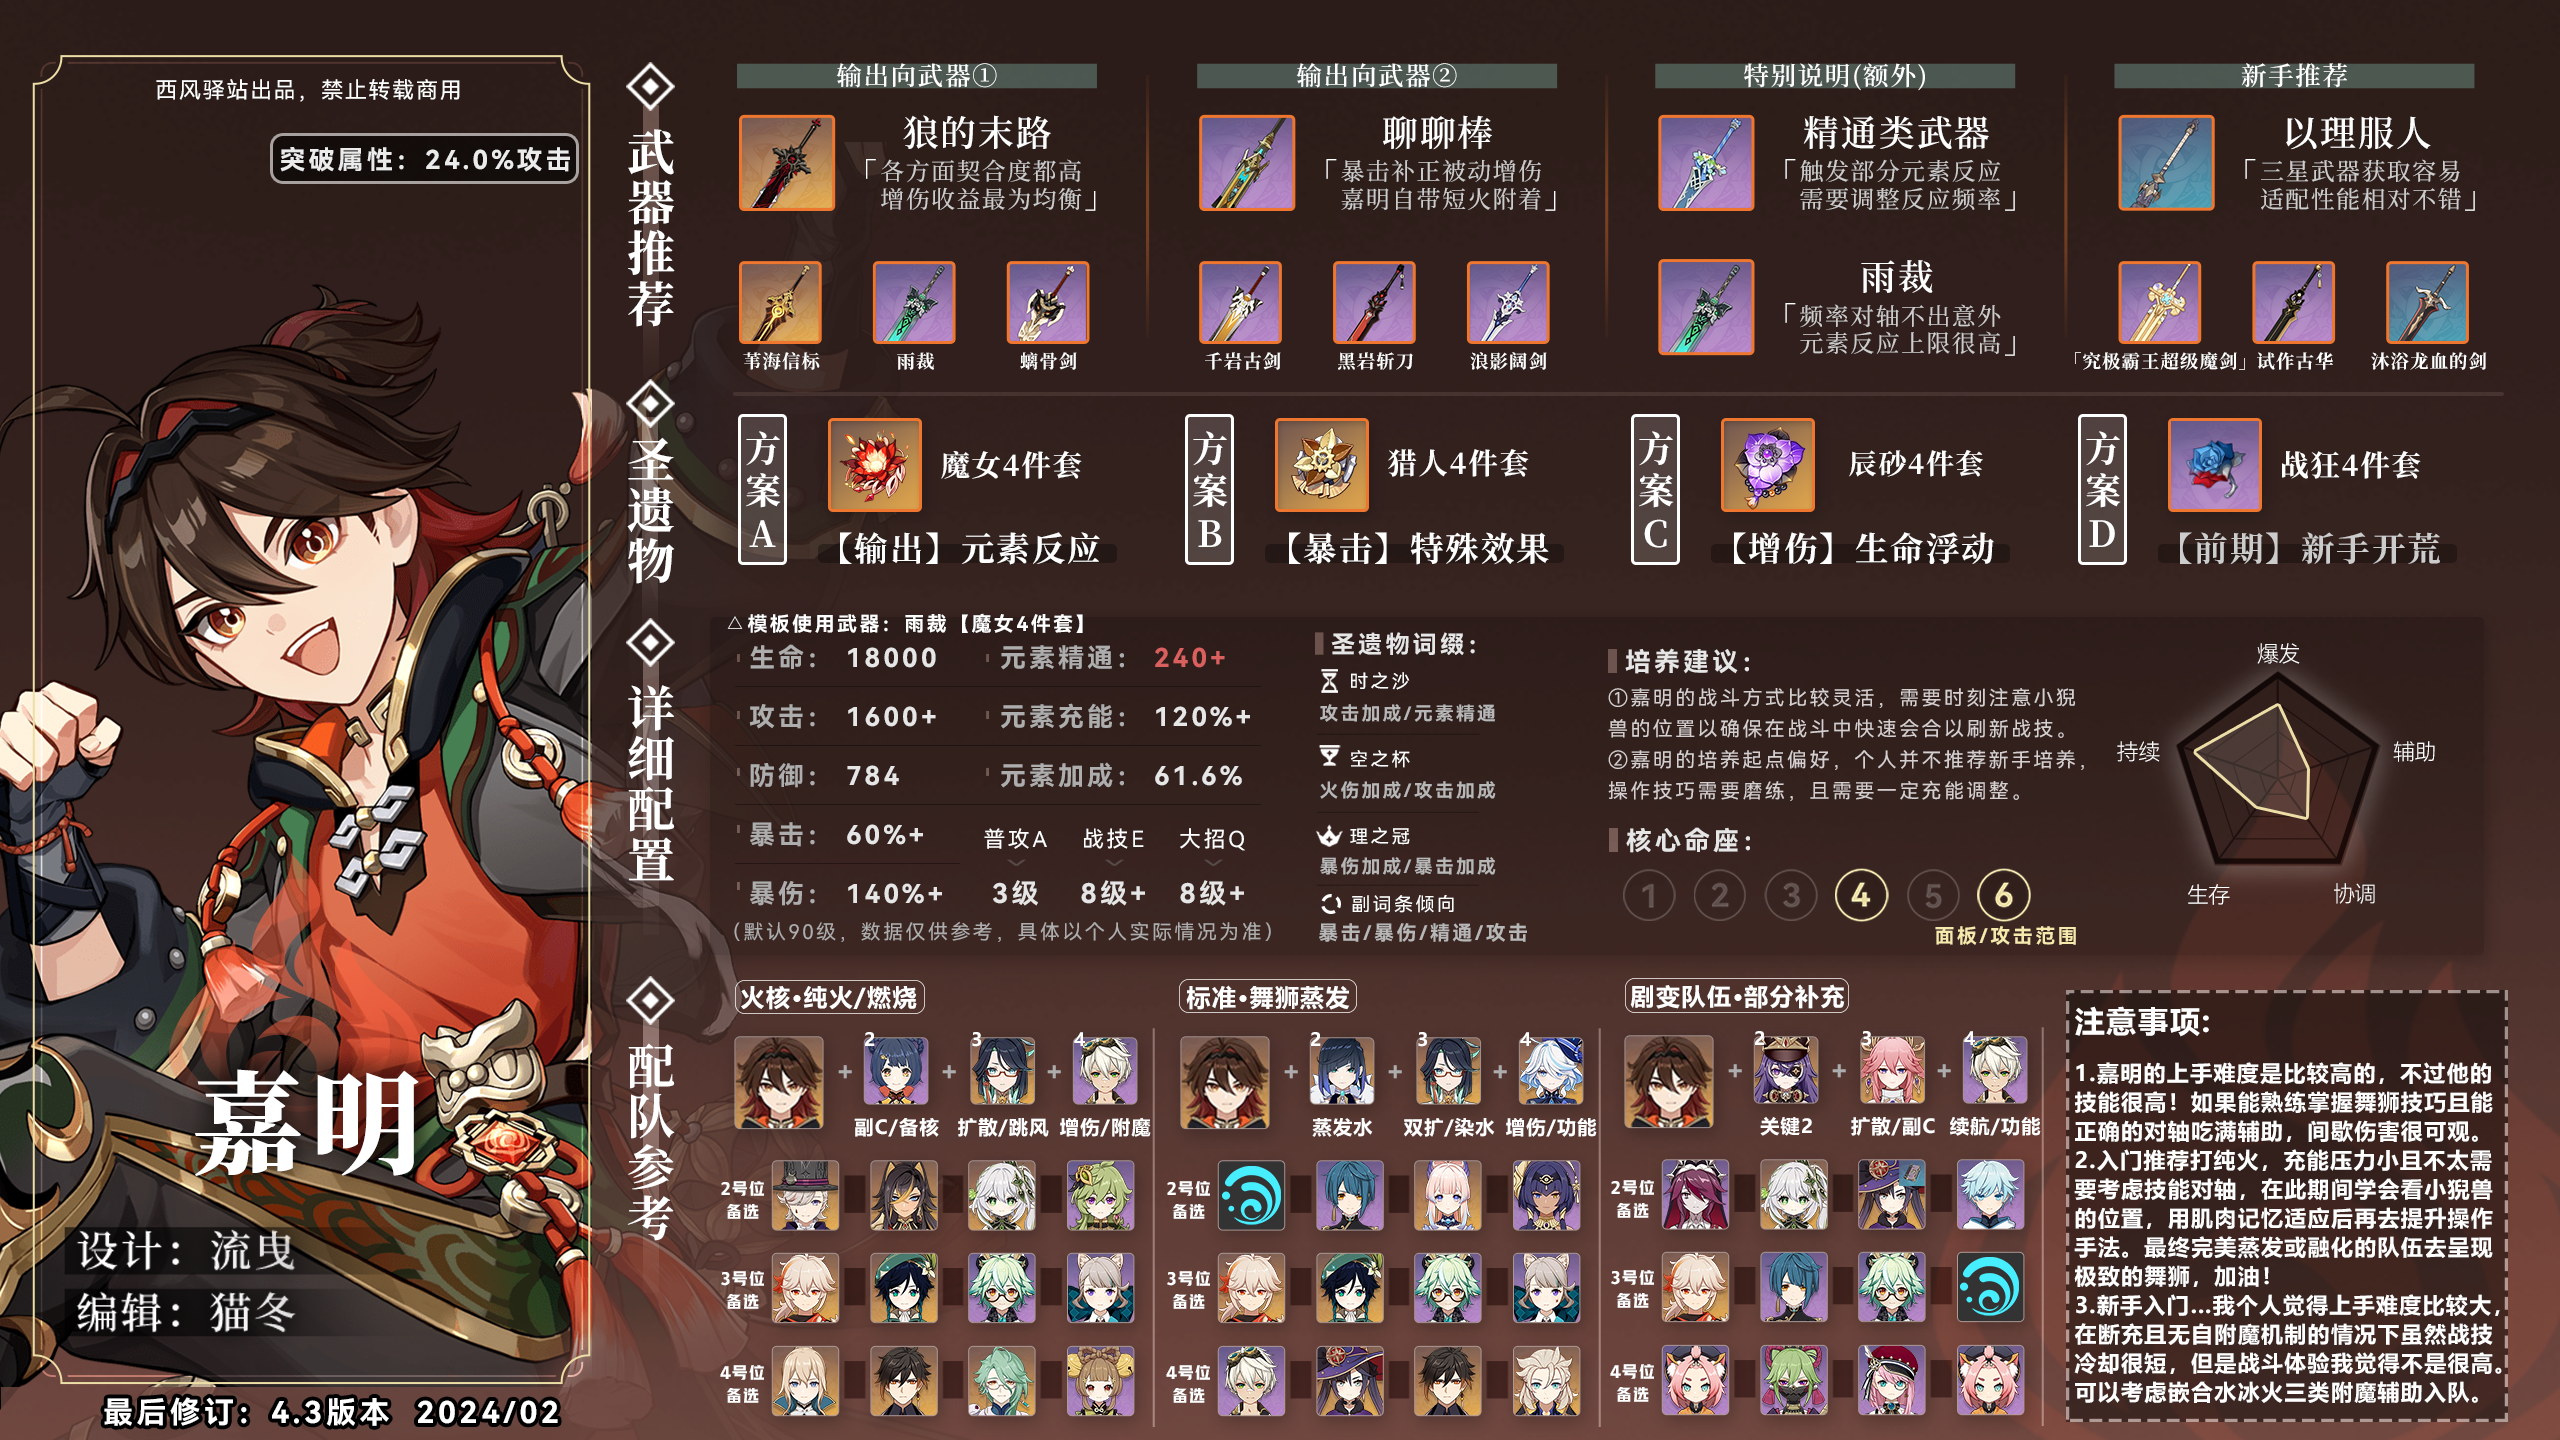 西风驿站出品，禁止转载商用
突破属性：24.0%攻击
嘉明
设计：流曳
编辑：猫冬
最后修订：4.3版本 2024/02
武器推荐
输出向武器①
狼的末路
「各方面契合度都高
增伤收益最为均衡」
苇海信标
雨裁
螭骨剑
输出向武器②
聊聊棒
「暴击补正被动增伤
嘉明自带短火附着」
千岩古剑
黑岩斩刀
浪影阔剑
特别说明(额外)
精通类武器
「触发部分元素反应
需要调整反应频率」
雨裁
「频率对轴不出意外
元素反应上限很高」
新手推荐
以理服人
「三星武器获取容易
适配性能相对不错」
「究极霸王超级魔剑」
试作古华
沐浴龙血的剑
圣遗物
方案A
魔女4件套
【输出】元素反应
方案B
猎人4件套
【暴击】特殊效果
方案C
辰砂4件套
【增伤】生命浮动
方案D
战狂4件套
【前期】新手开荒
详细配置
△模板使用武器：雨裁【魔女4件套】
生命： 18000 元素精通： 240+
攻击： 1600+ 元素充能： 120%+
防御： 784 元素加成： 61.6%
暴击： 60%+ 普攻A 战技E 大招Q
暴伤： 140%+ 3级 8级+ 8级+
(默认90级，数据仅供参考，具体以个人实际情况为准)
圣遗物词缀：
时之沙
攻击加成/元素精通
空之杯
火伤加成/攻击加成
理之冠
暴伤加成/暴击加成
副词条倾向
暴击/暴伤/精通/攻击
培养建议：
①嘉明的战斗方式比较灵活，需要时刻注意小猊
兽的位置以确保在战斗中快速会合以刷新战技。
②嘉明的培养起点偏好，个人并不推荐新手培养，
操作技巧需要磨练，且需要一定充能调整。
核心命座：
1 2 3 4 5 6
面板/攻击范围
爆发
持续
辅助
生存
协调
配队参考
火核·纯火/燃烧
2 3 4
+ + +
副C/备核 扩散/跳风 增伤/附魔
2号位
备选
3号位
备选
4号位
备选
标准·舞狮蒸发
2 3 4
+ + +
蒸发水 双扩/染水 增伤/功能
2号位
备选
3号位
备选
4号位
备选
剧变队伍·部分补充
2 3 4
+ + +
关键2 扩散/副C 续航/功能
2号位
备选
3号位
备选
4号位
备选
注意事项:
1.嘉明的上手难度是比较高的，不过他的
技能很高！如果能熟练掌握舞狮技巧且能
正确的对轴吃满辅助，间歇伤害很可观。
2.入门推荐打纯火，充能压力小且不太需
要考虑技能对轴，在此期间学会看小猊兽
的位置，用肌肉记忆适应后再去提升操作
手法。最终完美蒸发或融化的队伍去呈现
极致的舞狮，加油！
3.新手入门...我个人觉得上手难度比较大，
在断充且无自附魔机制的情况下虽然战技
冷却很短，但是战斗体验我觉得不是很高。
可以考虑嵌合水冰火三类附魔辅助入队。